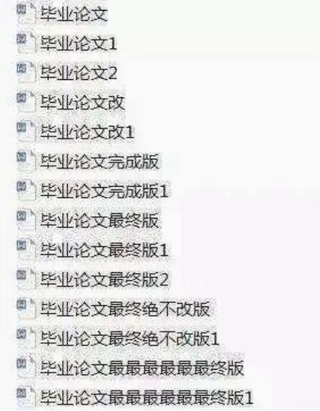 毕业论文
毕业论文1
毕业论文2
毕业论文改
毕业论文改1
毕业论文完成版
毕业论文完成版1
毕业论文最终版
毕业论文最终版1
毕业论文最终版2
毕业论文最终绝不改版
毕业论文最终绝不改版1
毕业论文最最最最最最终版
毕业论文最最最最最最终版1